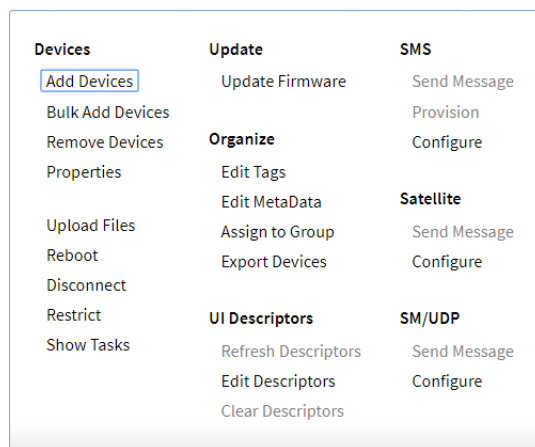 Devices
Add Devices
Bulk Add Devices
Remove Devices
Properties
Upload Files
Reboot
Disconnect
Restrict
Show Tasks
Update
Update Firmware
Organize
Edit Tags
Edit MetaData
Assign to Group
Export Devices
UI Descriptors
Refresh Descriptors
Edit Descriptors
Clear Descriptors
SMS
Send Message
Provision
Configure
Satellite
Send Message
Configure
SM/UDP
Send Message
Configure